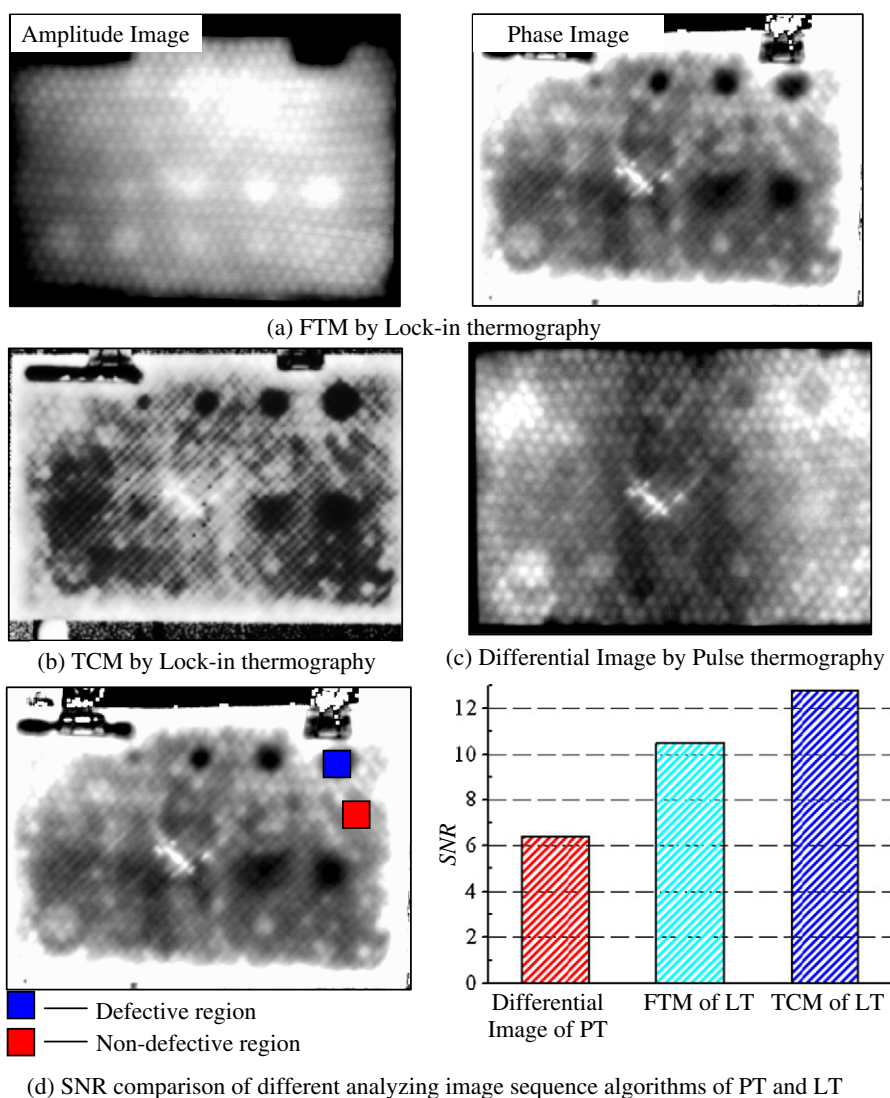 Amplitude Image
Phase Image
(a) FTM by Lock-in thermography
(b) TCM by Lock-in thermography
(c) Differential Image by Pulse thermography
Defective region
Non-defective region
SNR
12
10
8
6
4
2
0
Differential
Image of PT
FTM of LT
TCM of LT
(d) SNR comparison of different analyzing image sequence algorithms of PT and LT